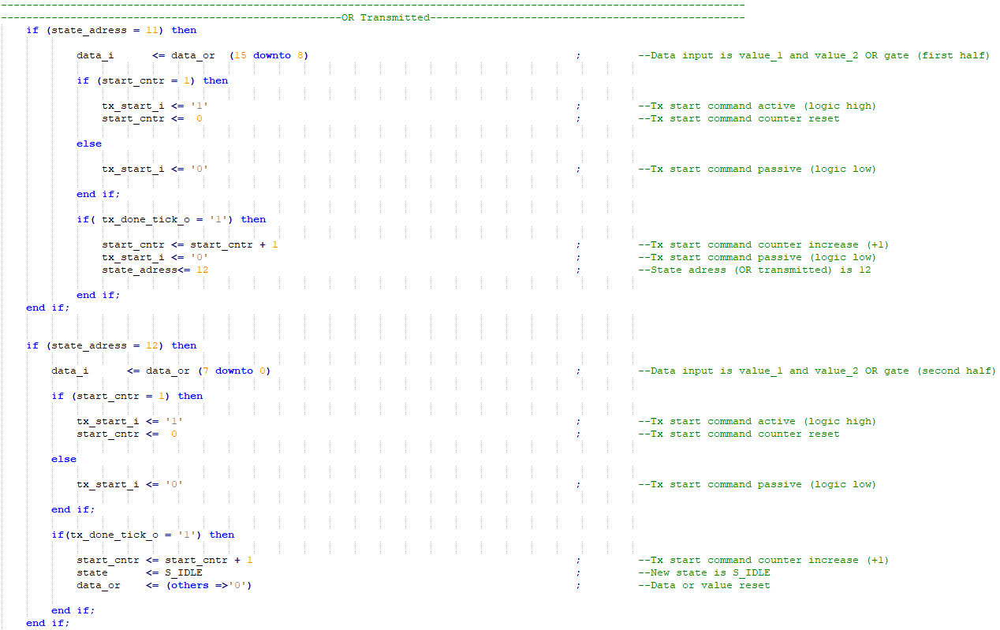 ----------------------------------------------------------------------------------------------------------------------
------------------------------------------------------OR Transmitted--------------------------------------------------
if (state_adress = 11) then
data_i      <= data_or  (15 downto 8)                                          ;         --Data input is value_1 and value_2 OR gate (first half)
if (start_cntr = 1) then
tx_start_i <= '1'                                                          ;         --Tx start command active (logic high)
start_cntr <=  0                                                           ;         --Tx start command counter reset
else
tx_start_i <= '0'                                                          ;         --Tx start command passive (logic low)
end if;
if( tx_done_tick_o = '1') then
start_cntr <= start_cntr + 1                                               ;         --Tx start command counter increase (+1)
tx_start_i <= '0'                                                          ;         --Tx start command passive (logic low)
state_adress<= 12                                                          ;         --State adress (OR transmitted) is 12
end if;
end if;
if (state_adress = 12) then
data_i      <= data_or (7 downto 0)                                                ;         --Data input is value_1 and value_2 OR gate (second half)
if (start_cntr = 1) then
tx_start_i <= '1'                                                              ;         --Tx start command active (logic high)
start_cntr <=  0                                                               ;         --Tx start command counter reset
else
tx_start_i <= '0'                                                              ;         --Tx start command passive (logic low)
end if;
if(tx_done_tick_o = '1') then
start_cntr <= start_cntr + 1                                                   ;         --Tx start command counter increase (+1)
state      <= S_IDLE                                                           ;         --New state is S_IDLE
data_or    <= (others =>'0')                                                   ;         --Data or value reset
end if;
end if;